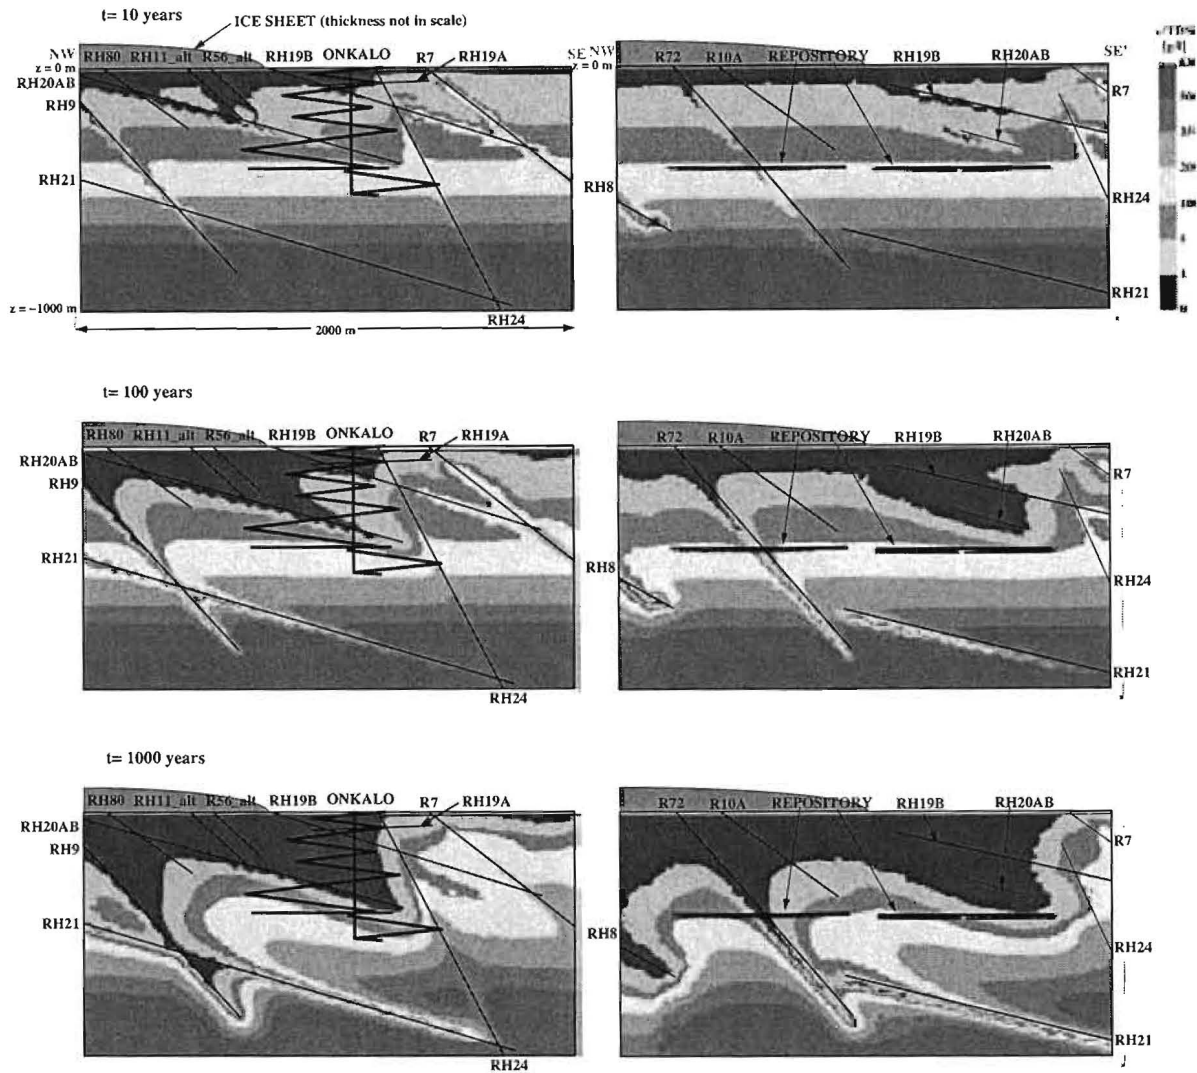 t= 10 years
ICE SHEET (thickness not in scale)
NW RH80 RH11_alt R56_alt RH19B ONKALO R7 RH19A SE
z = 0 m
RH20AB
RH9
RH21
z = −1000 m
2000 m
RH24
NW R72 R10A REPOSITORY RH19B RH20AB SE'
z = 0 m
R7
RH8
RH24
RH21
t= 100 years
RH80 RH11_alt R56_alt RH19B ONKALO R7 RH19A
RH20AB
RH9
RH21
RH24
R72 R10A REPOSITORY RH19B RH20AB
R7
RH8
RH24
RH21
t= 1000 years
RH80 RH11_alt R56_alt RH19B ONKALO R7 RH19A
RH20AB
RH9
RH21
RH24
R72 R10A REPOSITORY RH19B RH20AB
R7
RH8
RH24
RH21